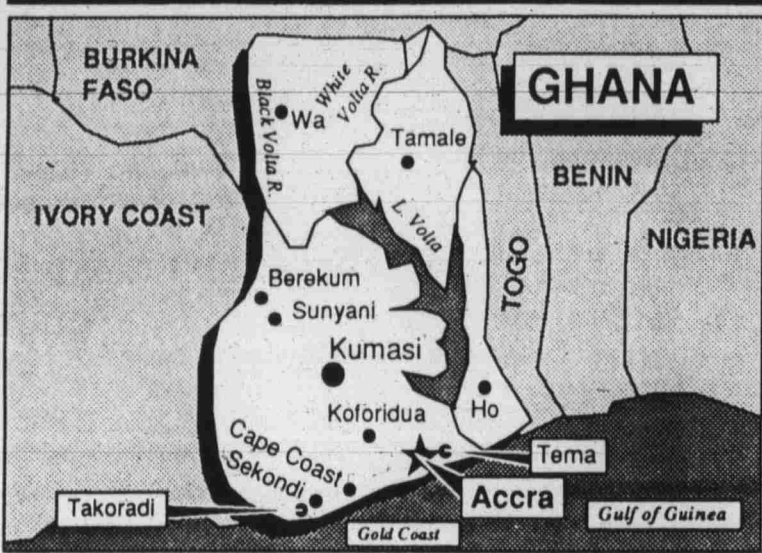 BURKINA
FASO
Black Volta R.
Wa
White
Volta R.
GHANA
Tamale
L. Volta
BENIN
IVORY COAST
NIGERIA
TOGO
Berekum
Sunyani
Kumasi
Koforidua
Ho
Cape Coast
Sekondi
Tema
Accra
Takoradi
Gold Coast
Gulf of Guinea